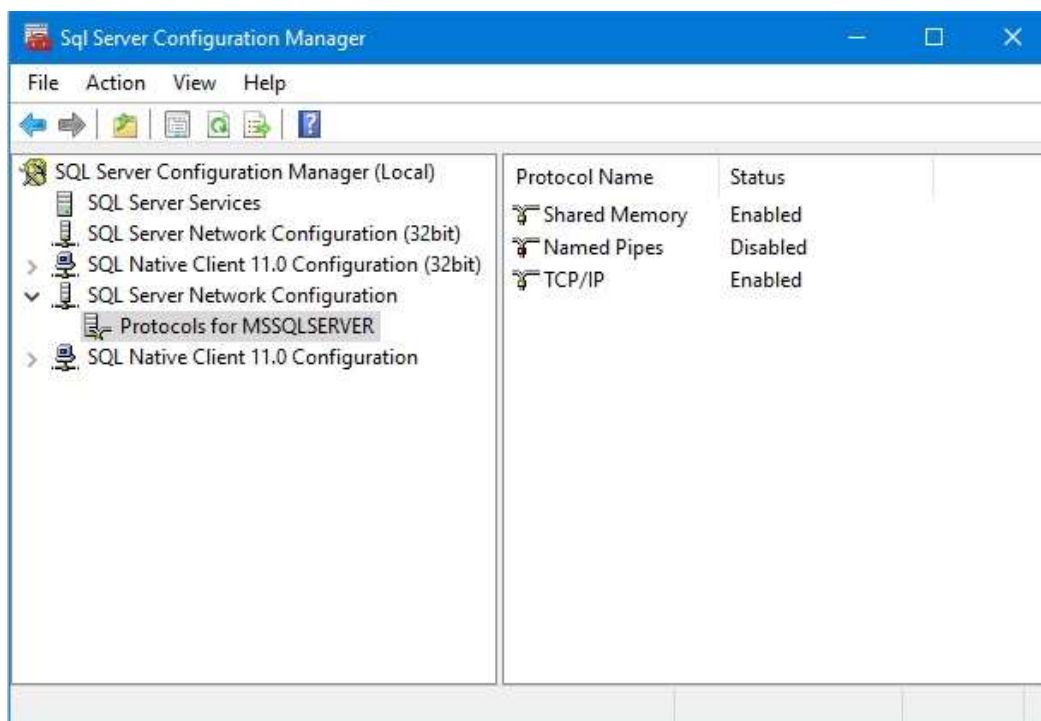 Sql Server Configuration Manager
File Action View Help
SQL Server Configuration Manager (Local)
SQL Server Services
SQL Server Network Configuration (32bit)
SQL Native Client 11.0 Configuration (32bit)
SQL Server Network Configuration
Protocols for MSSQLSERVER
SQL Native Client 11.0 Configuration
Protocol Name Status
Shared Memory Enabled
Named Pipes Disabled
TCP/IP Enabled